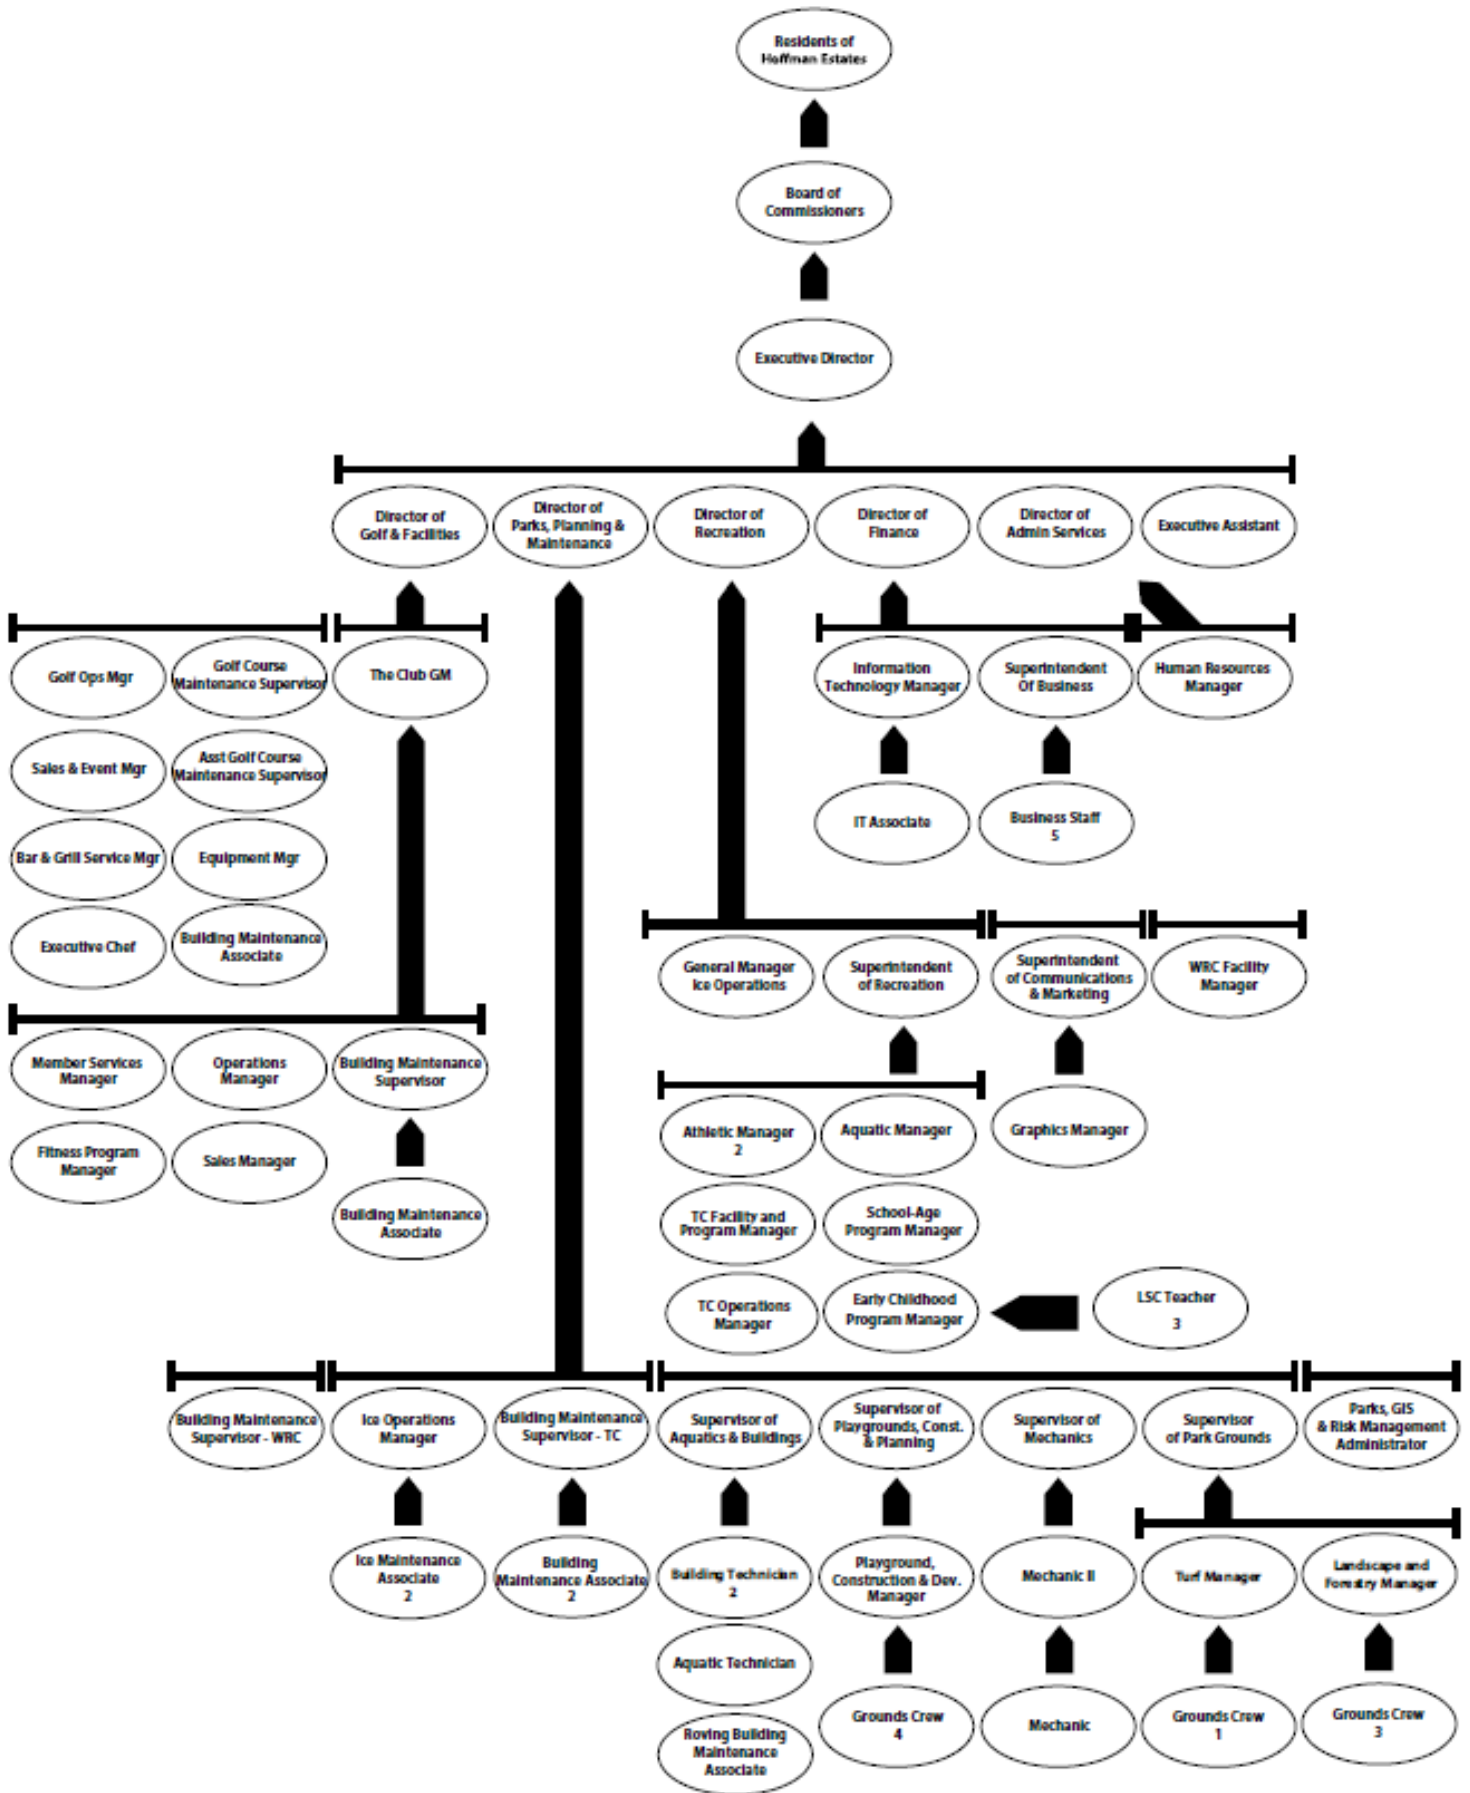 Residents of
Hoffman Estates
Board of
Commissioners
Executive Director
Director of
Golf & Facilities
Director of
Parks, Planning &
Maintenance
Director of
Recreation
Director of
Finance
Director of
Admin Services
Executive Assistant
Golf Ops Mgr
Golf Course
Maintenance Supervisor
The Club GM
Information
Technology Manager
Superintendent
Of Business
Human Resources
Manager
Sales & Event Mgr
Asst Golf Course
Maintenance Supervisor
IT Associate
Business Staff
5
Bar & Grill Service Mgr
Equipment Mgr
Executive Chef
Building Maintenance
Associate
General Manager
Ice Operations
Superintendent
of Recreation
Superintendent
of Communications
& Marketing
WRC Facility
Manager
Member Services
Manager
Operations
Manager
Building Maintenance
Supervisor
Athletic Manager
2
Aquatic Manager
Graphics Manager
Fitness Program
Manager
Sales Manager
Building Maintenance
Associate
TC Facility and
Program Manager
School-Age
Program Manager
TC Operations
Manager
Early Childhood
Program Manager
LSC Teacher
3
Building Maintenance
Supervisor - WRC
Ice Operations
Manager
Building Maintenance
Supervisor - TC
Supervisor of
Aquatics & Buildings
Supervisor of
Playgrounds, Const.
& Planning
Supervisor of
Mechanics
Supervisor
of Park Grounds
Parks, GIS
& Risk Management
Administrator
Ice Maintenance
Associate
2
Building
Maintenance Associate
2
Building Technician
2
Playground,
Construction & Dev.
Manager
Mechanic II
Turf Manager
Landscape and
Forestry Manager
Aquatic Technician
Roving Building
Maintenance
Associate
Grounds Crew
4
Mechanic
Grounds Crew
1
Grounds Crew
3